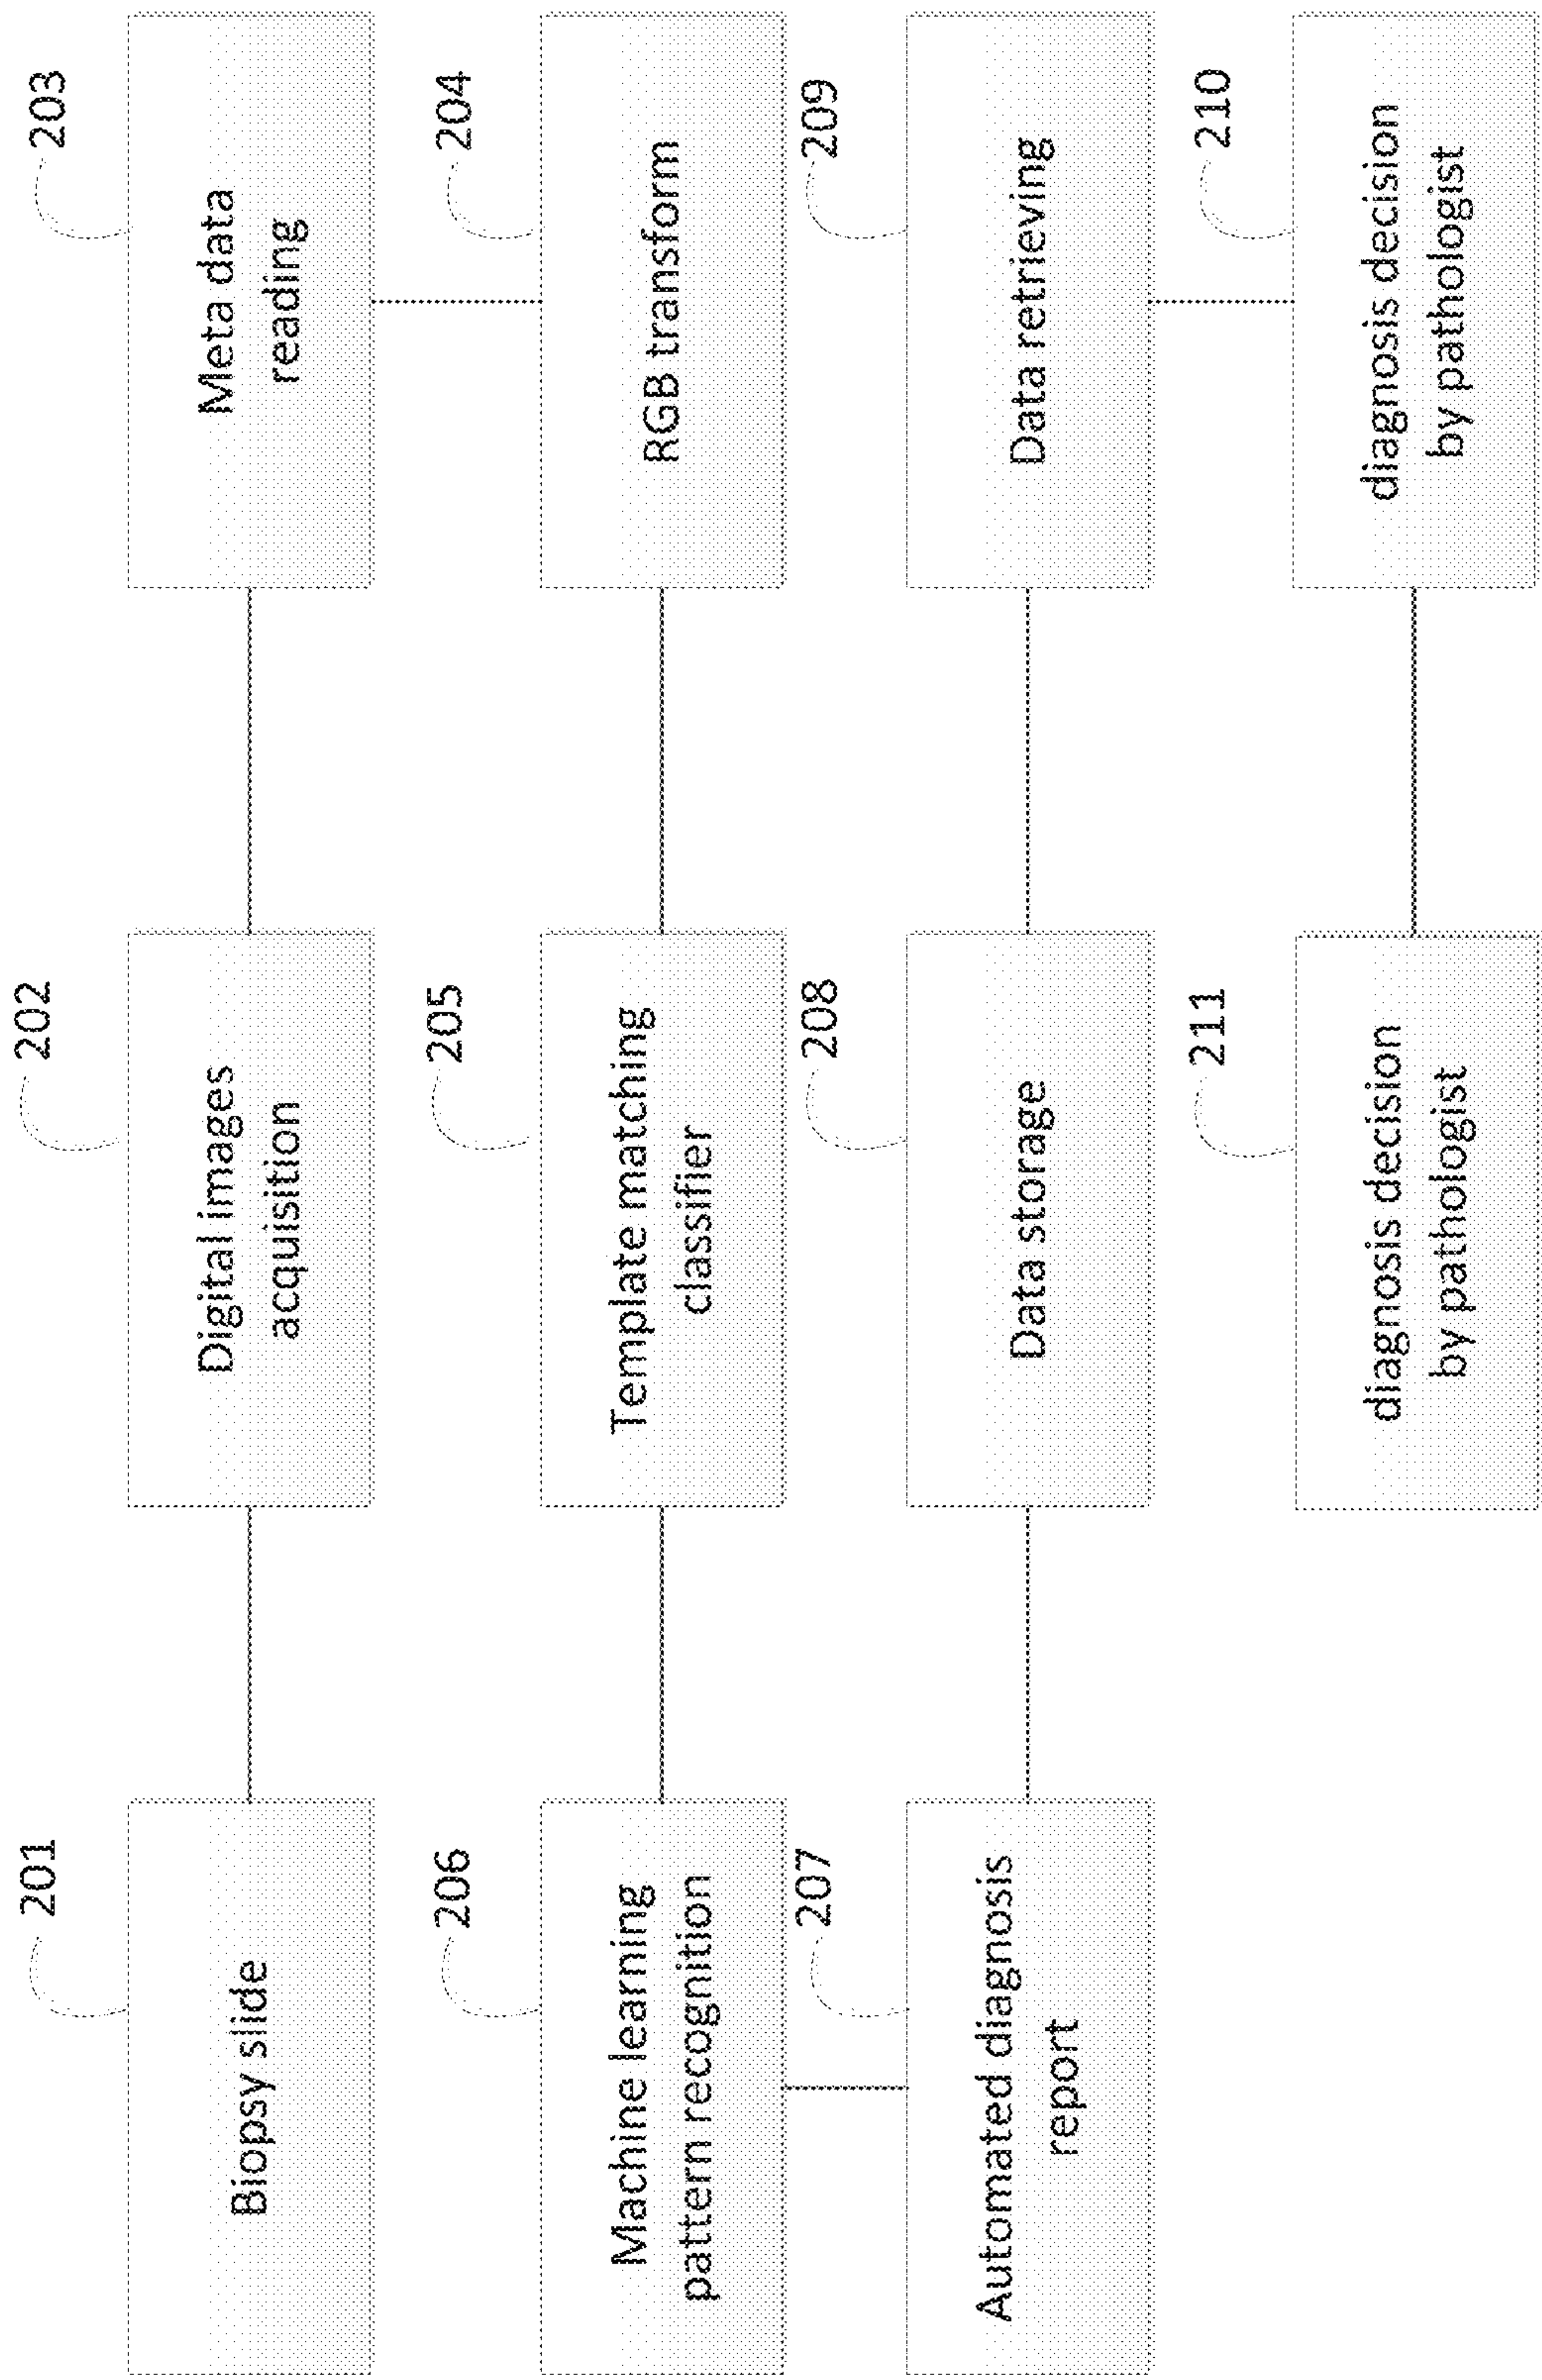 201
Biopsy slide
202
Digital images
acquisition
203
Meta data
reading
206
Machine learning
pattern recognition
205
Template matching
classifier
204
RGB transform
207
Automated diagnosis
report
208
Data storage
209
Data retrieving
211
diagnosis decision
by pathologist
210
diagnosis decision
by pathologist